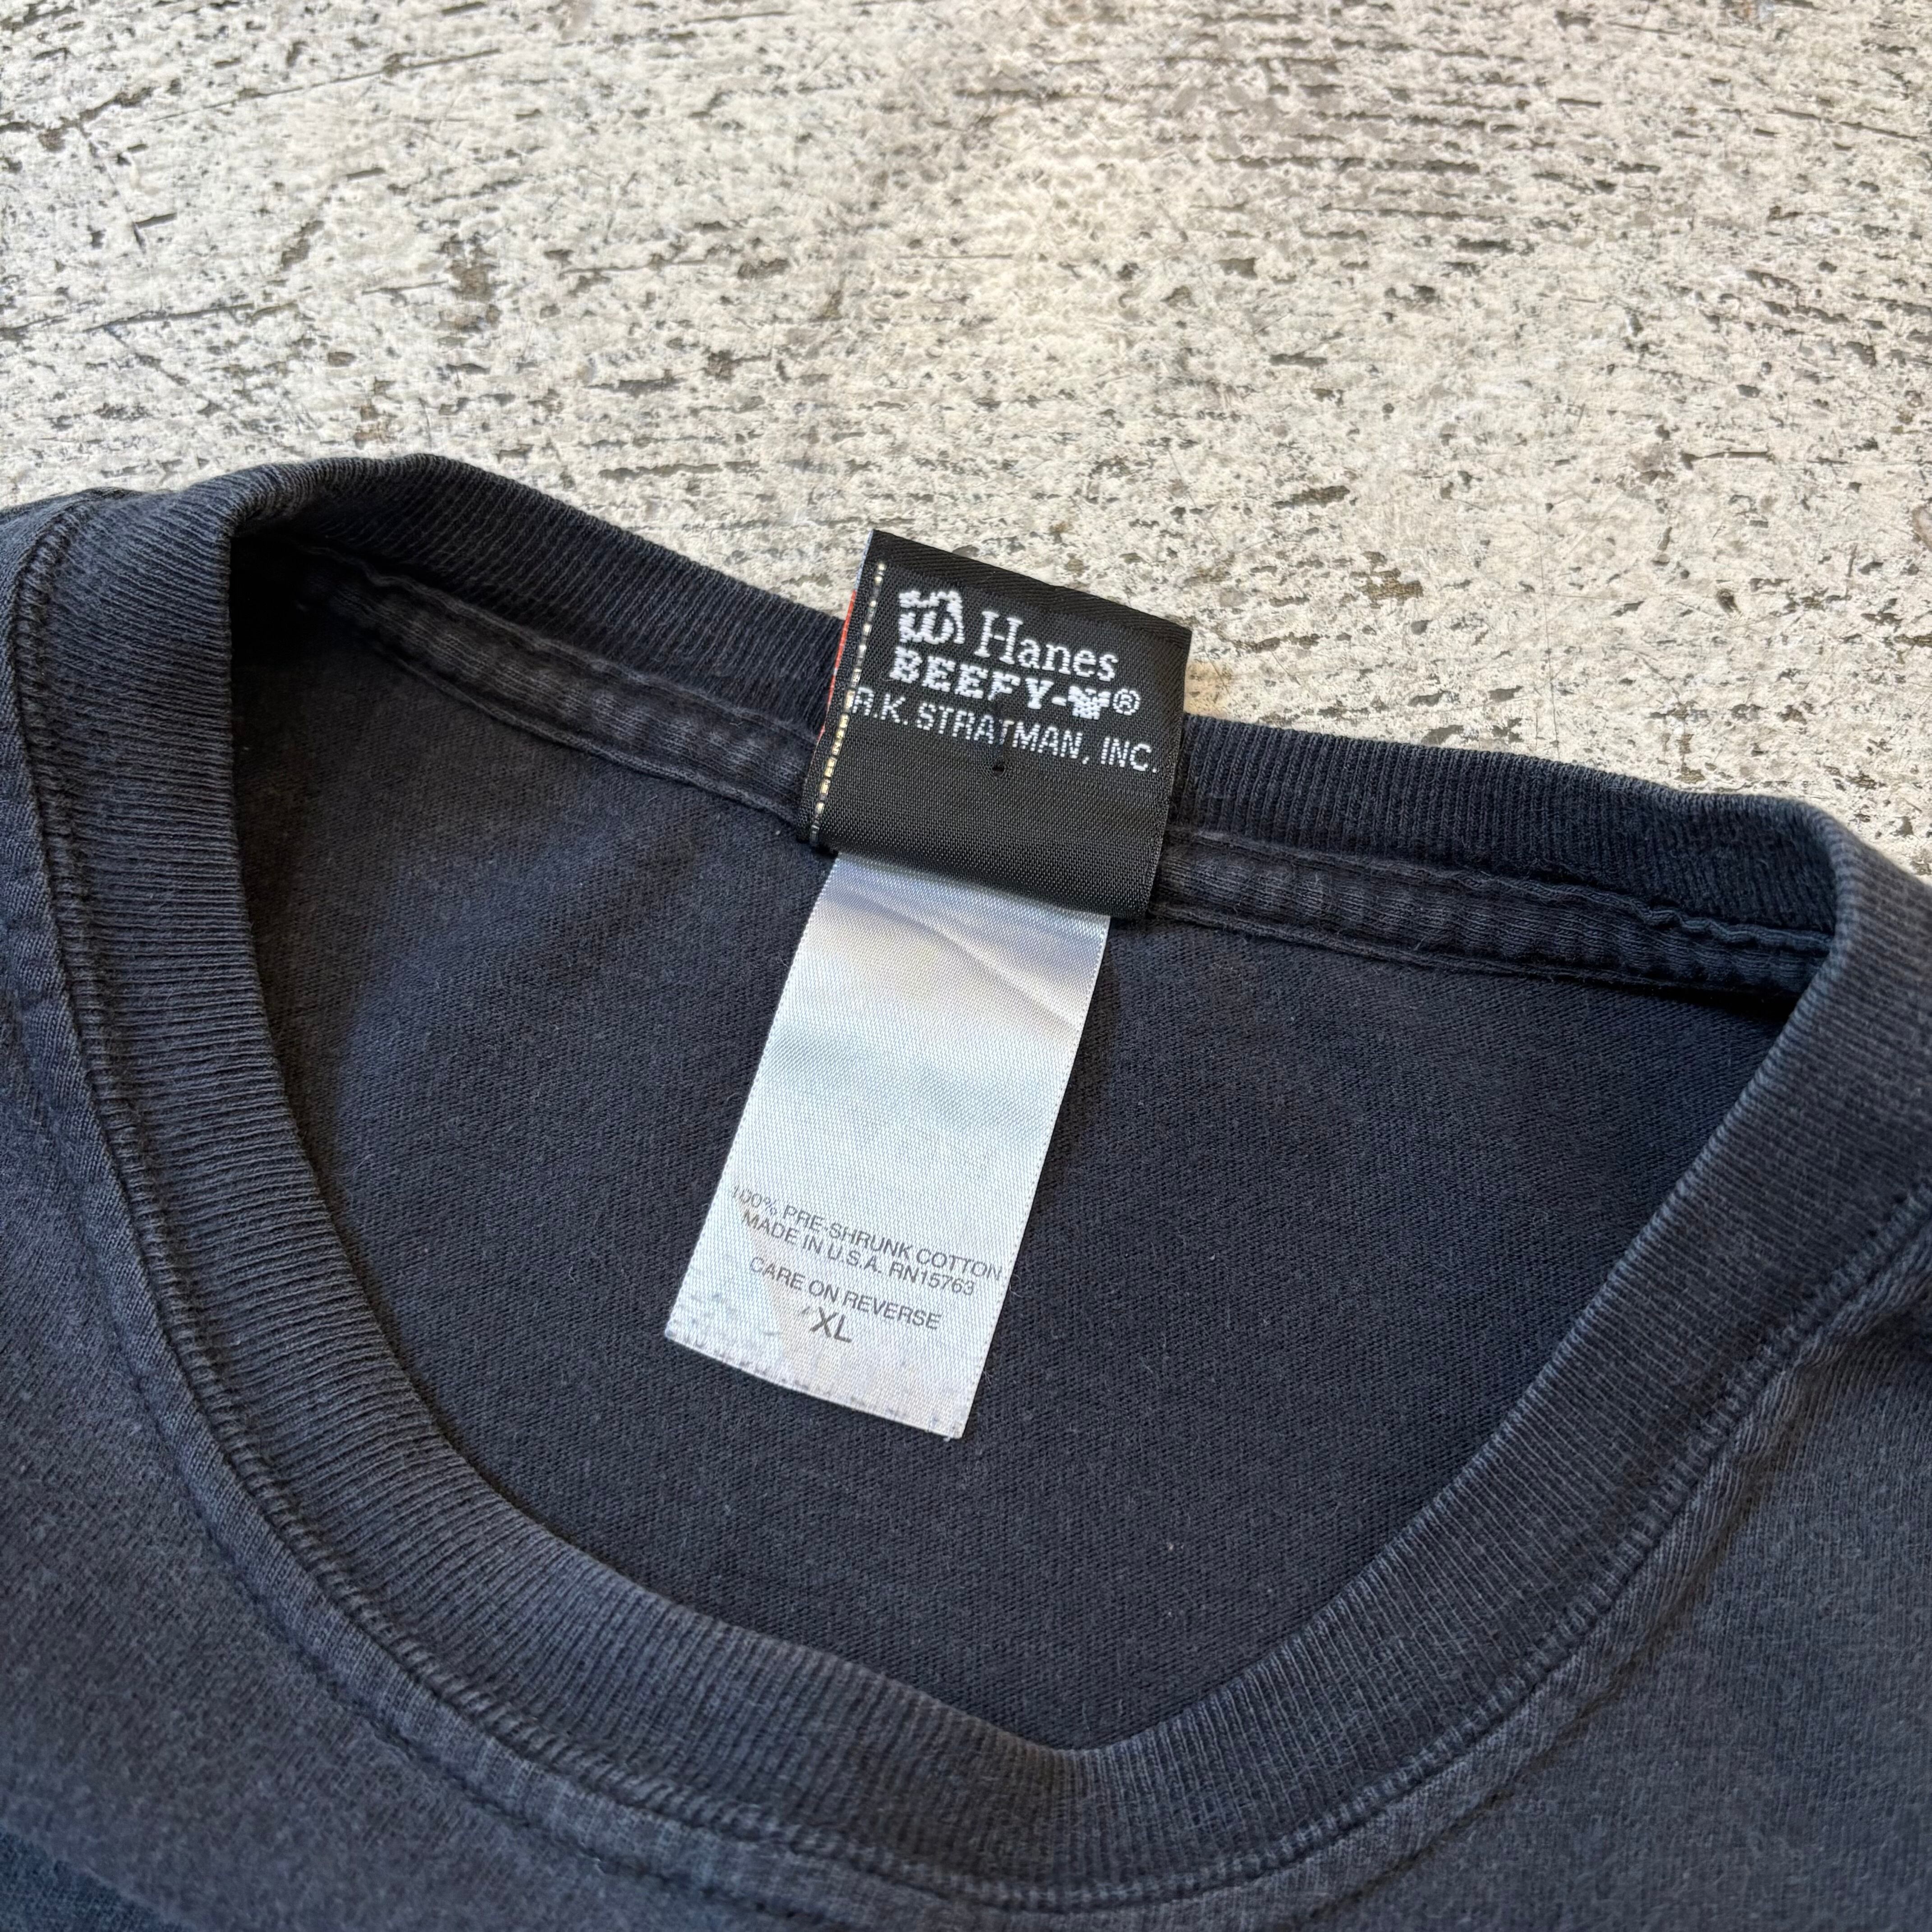 Hanes
BEEFY-T®
R.K. STRATMAN, INC.
100% PRE-SHRUNK COTTON
MADE IN U.S.A. RN15763
CARE ON REVERSE
XL